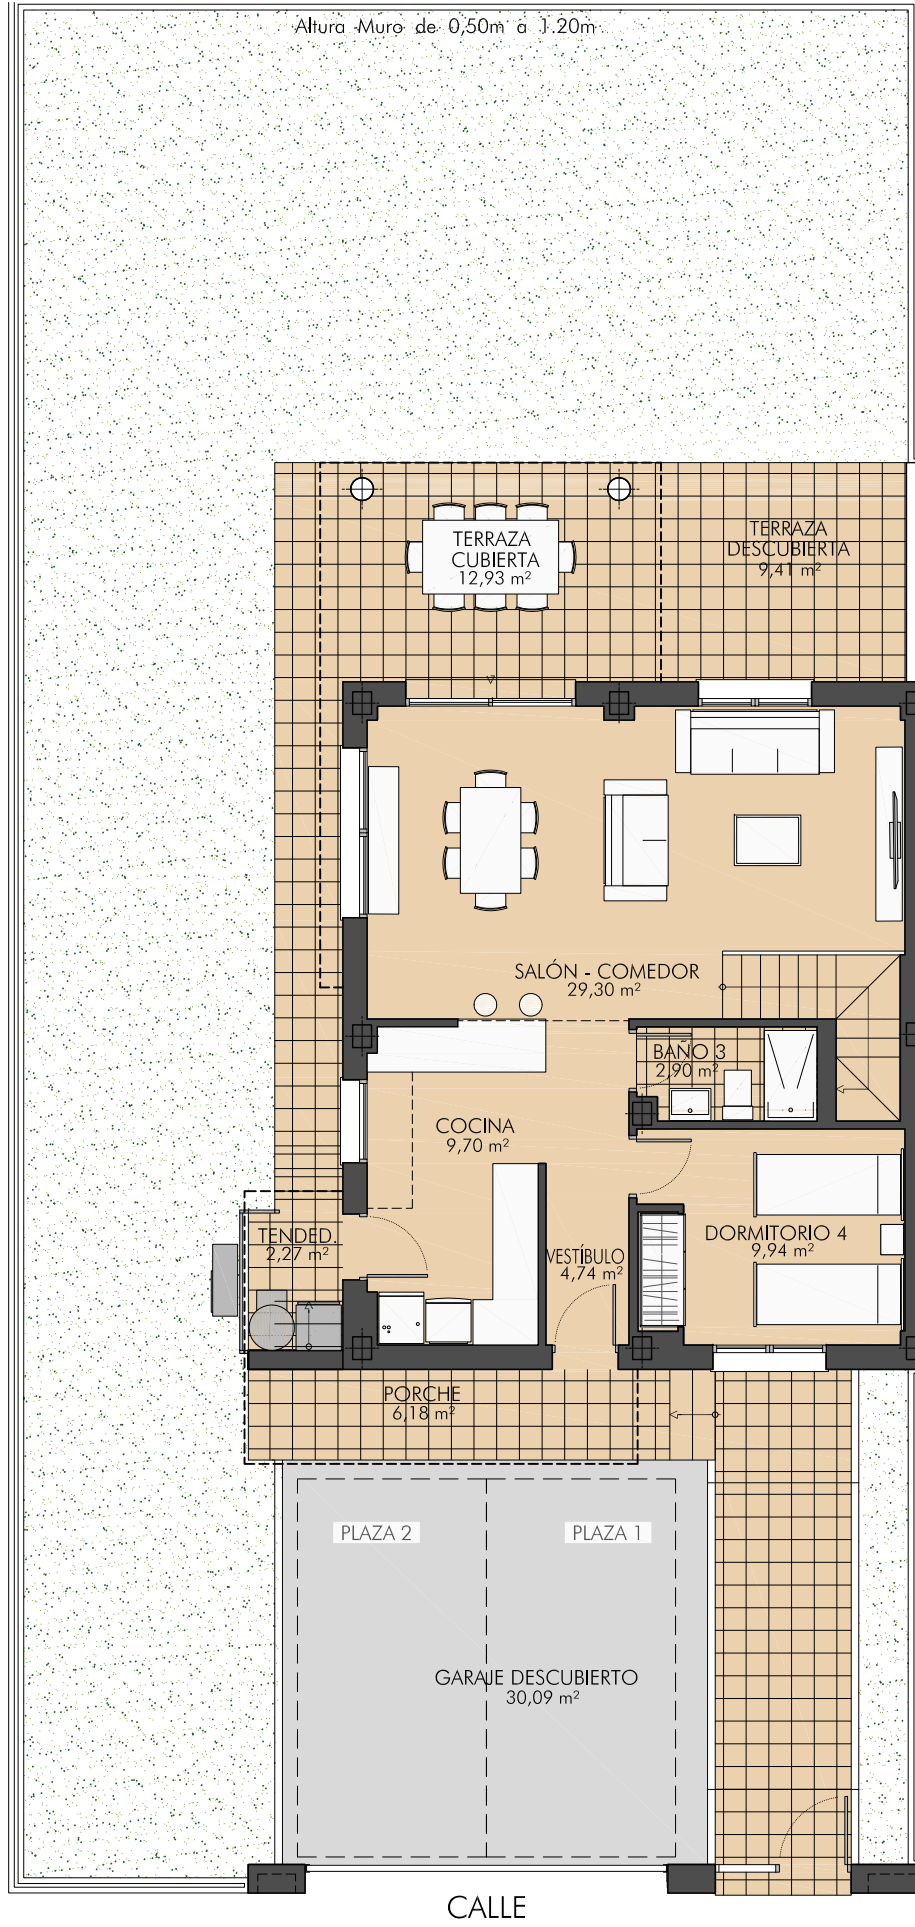 Altura Muro de 0,50m a 1.20m
TERRAZA
CUBIERTA
12,93 m²
TERRAZA
DESCUBIERTA
9,41 m²
SALÓN - COMEDOR
29,30 m²
BAÑO 3
2,90 m²
COCINA
9,70 m²
DORMITORIO 4
9,94 m²
TENDED.
2,27 m²
VESTÍBULO
4,74 m²
PORCHE
6,18 m²
PLAZA 2
PLAZA 1
GARAJE DESCUBIERTO
30,09 m²
CALLE